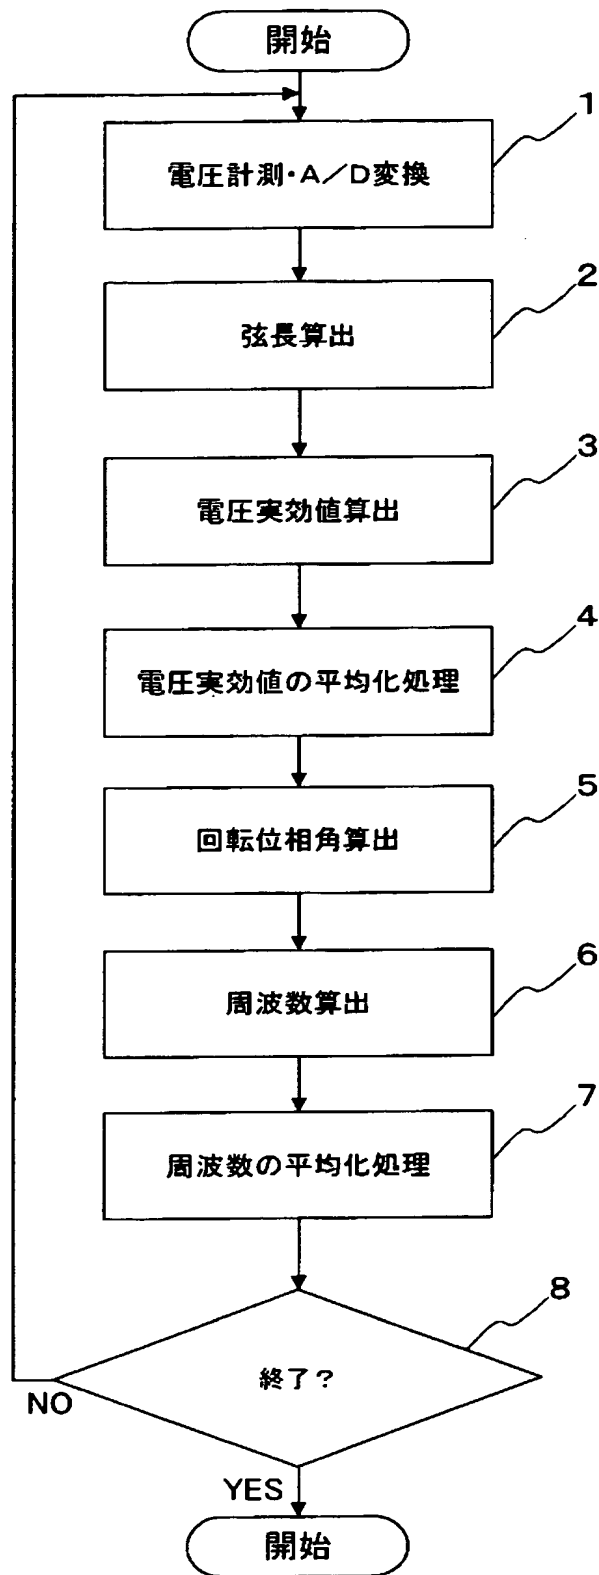 開始
1
電圧計測・A/D変換
2
弦長算出
3
電圧実効値算出
4
電圧実効値の平均化処理
5
回転位相角算出
6
周波数算出
7
周波数の平均化処理
8
終了?
NO
YES
開始